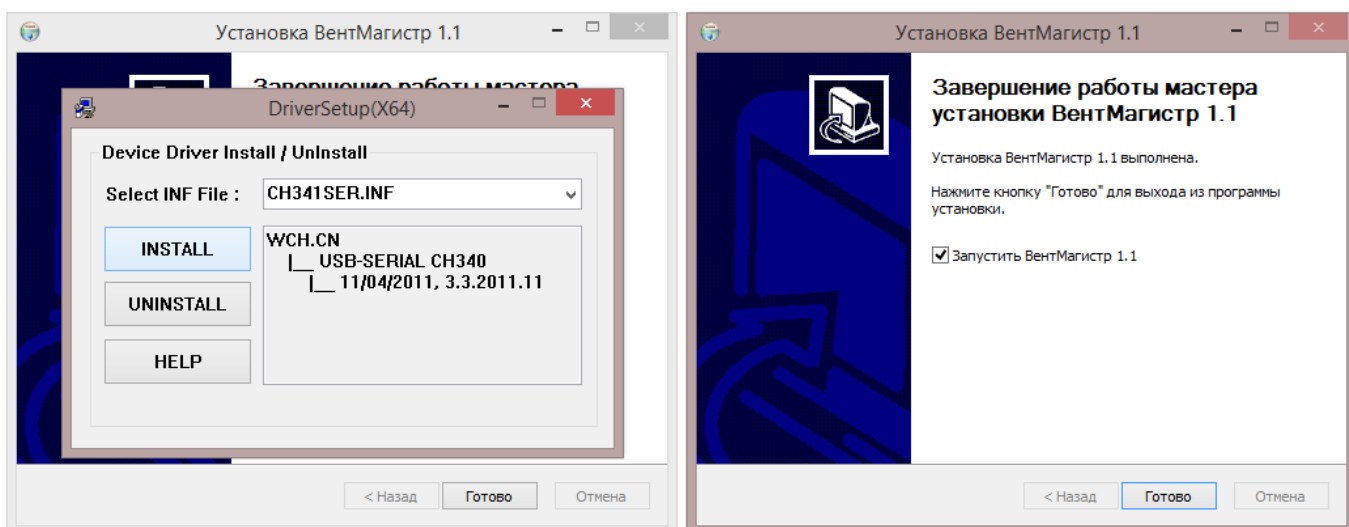 Установка ВентМагистр 1.1
Завершение работы мастера
DriverSetup(X64)
Device Driver Install / UnInstall
Select INF File :
CH341SER.INF
INSTALL
UNINSTALL
HELP
WCH.CN
|__ USB-SERIAL CH340
|__ 11/04/2011, 3.3.2011.11
< Назад
Готово
Отмена
Установка ВентМагистр 1.1
Завершение работы мастера
установки ВентМагистр 1.1
Установка ВентМагистр 1.1 выполнена.
Нажмите кнопку "Готово" для выхода из программы
установки.
Запустить ВентМагистр 1.1
< Назад
Готово
Отмена